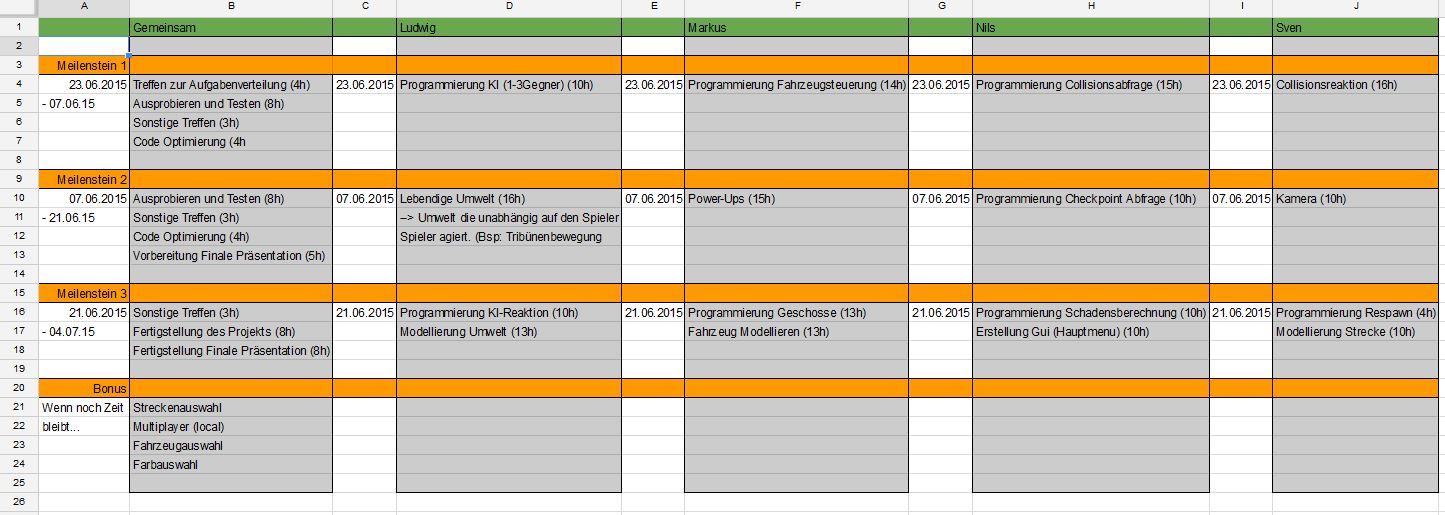 A B C D E F G H I J
1 Gemeinsam Ludwig Markus Nils Sven
2
3 Meilenstein 1
4 23.06.2015 Treffen zur Aufgabenverteilung (4h) 23.06.2015 Programmierung KI (1-3Gegner) (10h) 23.06.2015 Programmierung Fahrzeugsteuerung (14h) 23.06.2015 Programmierung Collisionsabfrage (15h) 23.06.2015 Collisionsreaktion (16h)
5 - 07.06.15 Ausprobieren und Testen (8h)
6 Sonstige Treffen (3h)
7 Code Optimierung (4h
8
9 Meilenstein 2
10 07.06.2015 Ausprobieren und Testen (8h) 07.06.2015 Lebendige Umwelt (16h) 07.06.2015 Power-Ups (15h) 07.06.2015 Programmierung Checkpoint Abfrage (10h) 07.06.2015 Kamera (10h)
11 - 21.06.15 Sonstige Treffen (3h) –> Umwelt die unabhängig auf den Spieler
12 Code Optimierung (4h) Spieler agiert. (Bsp: Tribünenbewegung
13 Vorbereitung Finale Präsentation (5h)
14
15 Meilenstein 3
16 21.06.2015 Sonstige Treffen (3h) 21.06.2015 Programmierung KI-Reaktion (10h) 21.06.2015 Programmierung Geschosse (13h) 21.06.2015 Programmierung Schadensberechnung (10h) 21.06.2015 Programmierung Respawn (4h)
17 - 04.07.15 Fertigstellung des Projekts (8h) Modellierung Umwelt (13h) Fahrzeug Modellieren (13h) Erstellung Gui (Hauptmenu) (10h) Modellierung Strecke (10h)
18 Fertigstellung Finale Präsentation (8h)
19
20 Bonus
21 Wenn noch Zeit Streckenauswahl
22 bleibt... Multiplayer (local)
23 Fahrzeugauswahl
24 Farbauswahl
25
26